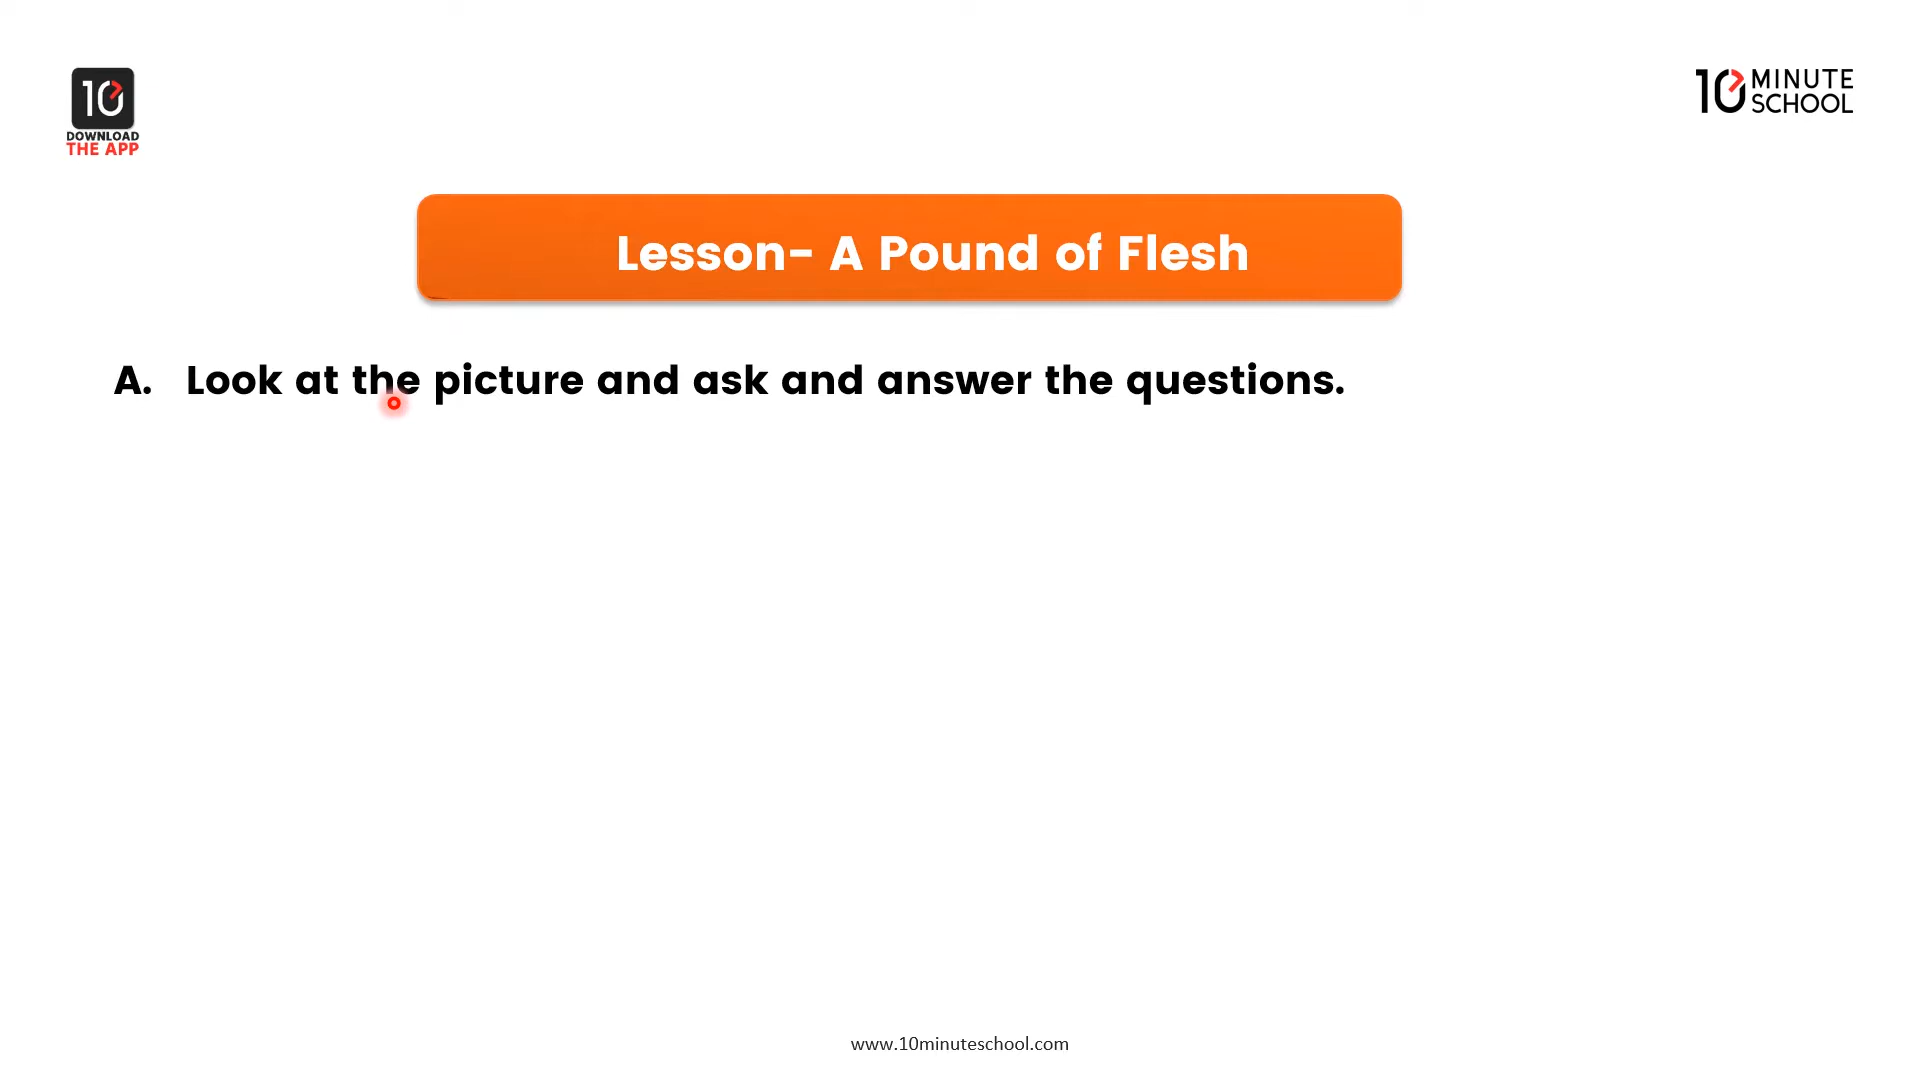 10
DOWNLOAD
THE APP
10 MINUTE
SCHOOL
Lesson- A Pound of Flesh
A. Look at the picture and ask and answer the questions.
www.10minuteschool.com